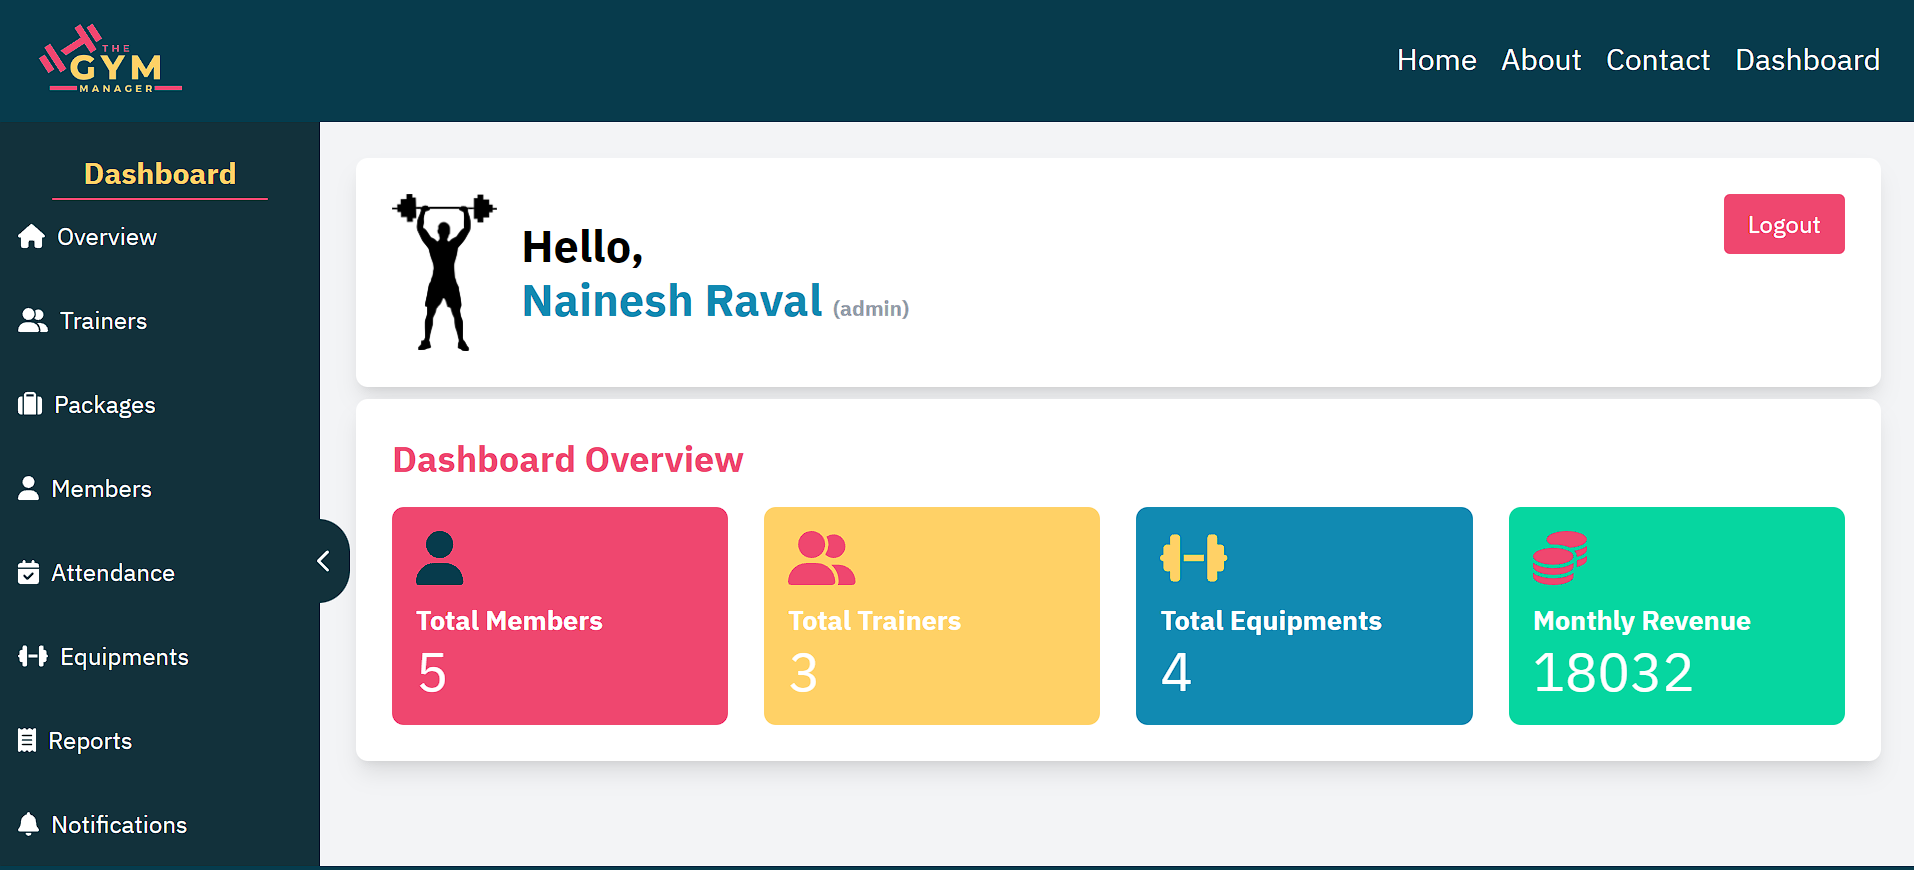 THE
GYM
MANAGER
Home About Contact Dashboard
Dashboard
Overview
Trainers
Packages
Members
Attendance
Equipments
Reports
Notifications
Hello,
Nainesh Raval (admin)
Logout
Dashboard Overview
Total Members
5
Total Trainers
3
Total Equipments
4
Monthly Revenue
18032